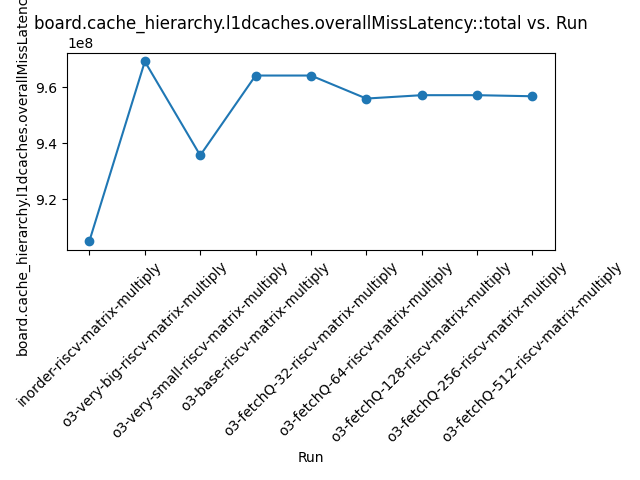 board.cache_hierarchy.l1dcaches.overallMissLatency::total vs. Run
1e8
9.6
9.4
9.2
board.cache_hierarchy.l1dcaches.overallMissLatency
inorder-riscv-matrix-multiply
o3-very-big-riscv-matrix-multiply
o3-very-small-riscv-matrix-multiply
o3-base-riscv-matrix-multiply
o3-fetchQ-32-riscv-matrix-multiply
o3-fetchQ-64-riscv-matrix-multiply
o3-fetchQ-128-riscv-matrix-multiply
o3-fetchQ-256-riscv-matrix-multiply
o3-fetchQ-512-riscv-matrix-multiply
Run